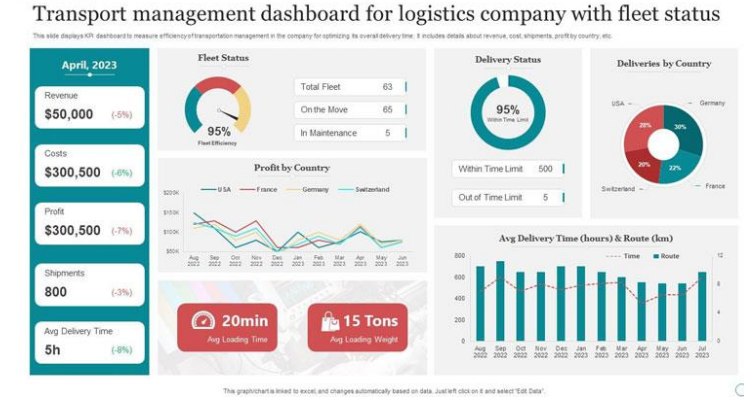 Transport management dashboard for logistics company with fleet status
This slide displays KPI dashboard to measure efficiency of transportation management in the company for optimizing its overall delivery time. It includes details about revenue, cost, shipments, profit by country, etc.
April, 2023
Revenue
$50,000 (-5%)
Costs
$300,500 (-6%)
Profit
$300,500 (-7%)
Shipments
800 (-3%)
Avg Delivery Time
5h (-8%)
Fleet Status
95%
Fleet Efficiency
Total Fleet 63
On the Move 65
In Maintenance 5
Profit by Country
USA France Germany Switzerland
$200K
$150K
$100K
$50K
Aug 2022 Sep 2022 Oct 2022 Nov 2022 Dec 2022 Jan 2023 Feb 2023 Mar 2023 Apr 2023 May 2023 Jun 2023
20min
Avg Loading Time
15 Tons
Avg Loading Weight
Delivery Status
95%
Within Time Limit
Within Time Limit 500
Out of Time Limit 5
Deliveries by Country
USA
Germany
20%
30%
20%
22%
Switzerland
France
Avg Delivery Time (hours) & Route (km)
Time Route
800
600
400
200
0
12
8
4
0
Aug 2022 Sep 2022 Oct 2022 Nov 2022 Dec 2022 Jan 2023 Feb 2023 Mar 2023 Apr 2023 May 2023 Jun 2023 Jul 2023
This graph/chart is linked to excel, and changes automatically based on data. Just left click on it and select "Edit Data".